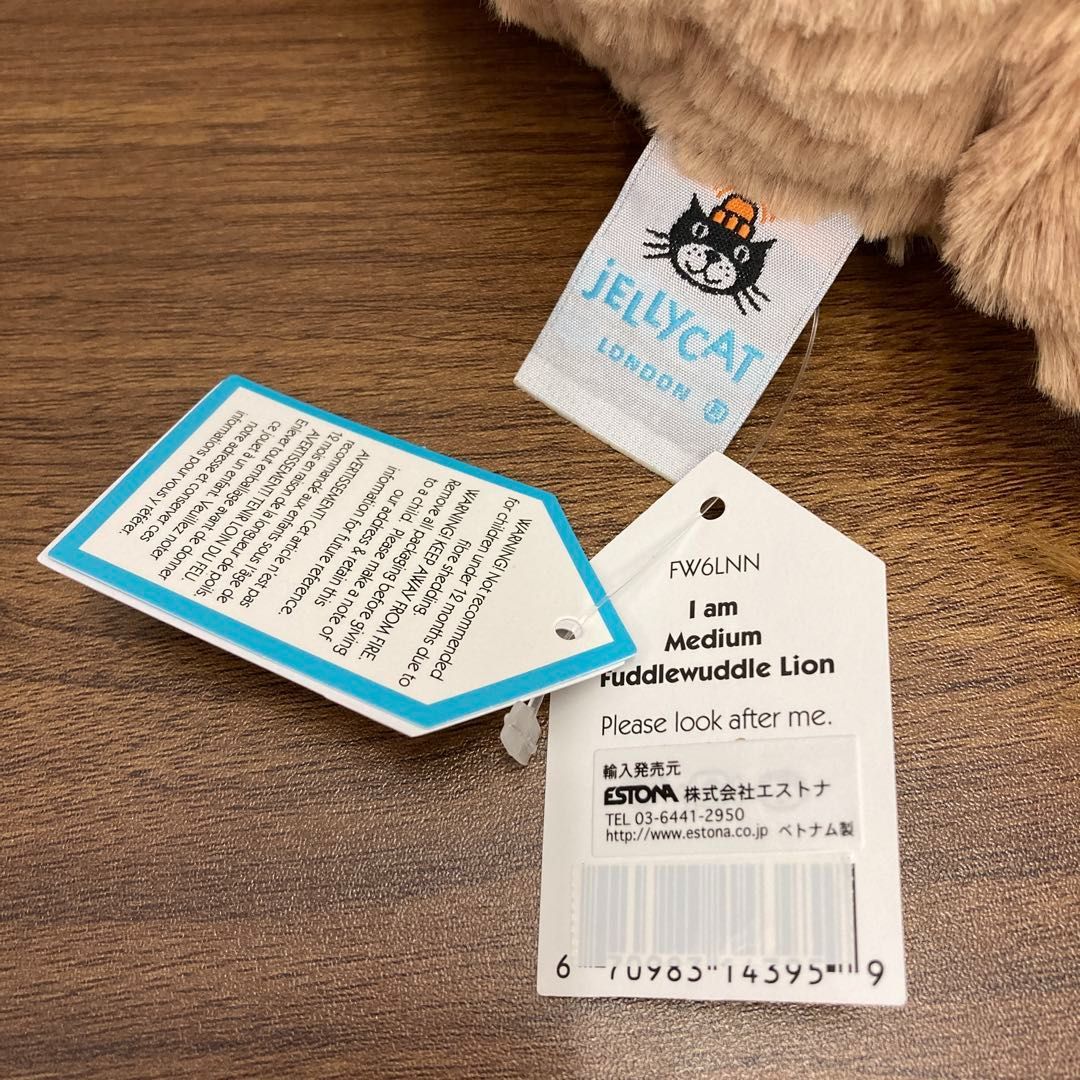 jELLYCAT
LONDON ®
WARNING! Not recommended
for children under 12 months due to
fibre shedding.
WARNING! KEEP AWAY FROM FIRE.
Remove all packaging before giving
to a child. Please make a note of
our address & retain this
information for future reference.
AVERTISSEMENT! Cet article n'est pas
recommandé aux enfants sous l'âge de
12 mois en raison de la longueur de poils.
AVERTISSEMENT! TENIR LOIN DU FEU
Enlever tout emballage avant de donner
ce jouet à un enfant. Veuillez noter
notre adresse et conserver ces
informations pour vous y référer.
FW6LNN
I am
Medium
Fuddlewuddle Lion
Please look after me.
輸入発売元
ESTONA 株式会社エストナ
TEL 03-6441-2950
http://www.estona.co.jp ベトナム製
6 70983 14395 9